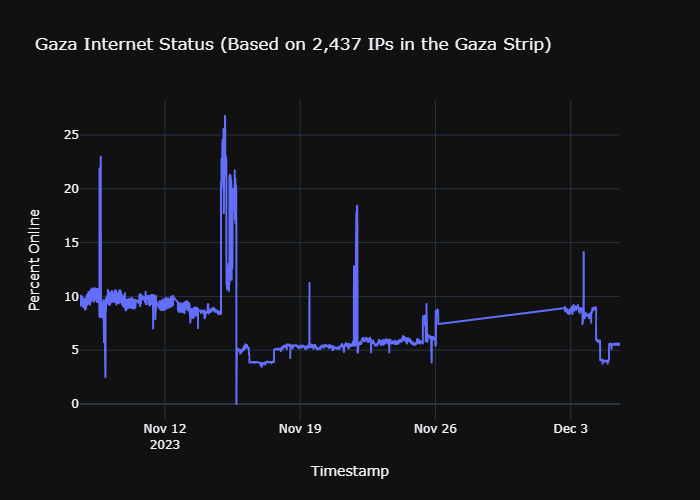 Gaza Internet Status (Based on 2,437 IPs in the Gaza Strip)
Percent Online
25
20
15
10
5
0
Nov 12
2023
Nov 19
Nov 26
Dec 3
Timestamp